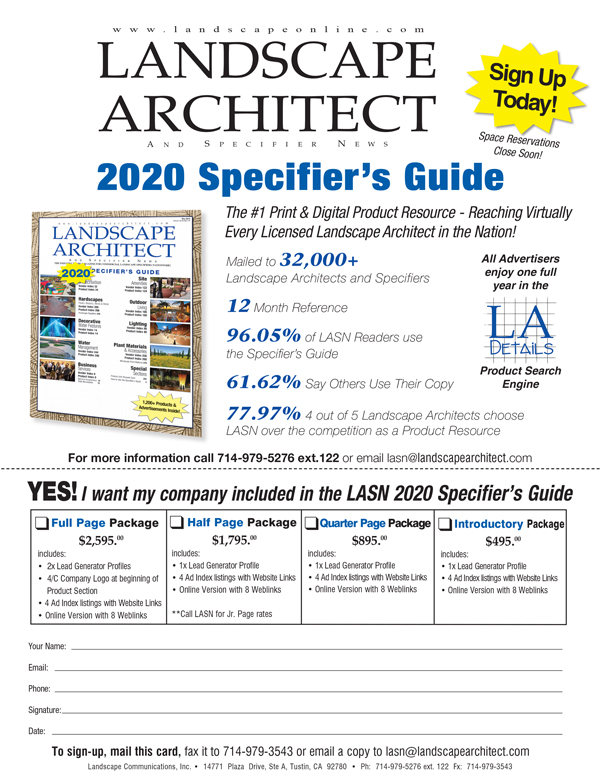 www.landscapeonline.com
LANDSCAPE
ARCHITECT
AND SPECIFIER NEWS
Sign Up
Today!
Space Reservations
Close Soon!
2020 Specifier's Guide
The #1 Print & Digital Product Resource - Reaching Virtually
Every Licensed Landscape Architect in the Nation!
LANDSCAPE
ARCHITECT
2020 SPECIFIER'S GUIDE
Site
Amenities
Hardscapes
Outdoor
Living
Decorative
Water Features
Lighting
Water
Management
Plant Materials
& Accessories
Business
Services
Special
Sections
1,200+ Products &
Advertisements Inside!
Mailed to 32,000+
Landscape Architects and Specifiers
12 Month Reference
96.05% of LASN Readers use
the Specifier's Guide
61.62% Say Others Use Their Copy
77.97% 4 out of 5 Landscape Architects choose
LASN over the competition as a Product Resource
All Advertisers
enjoy one full
year in the
LA
DETAILS
Product Search
Engine
For more information call 714-979-5276 ext.122 or email lasn@landscapearchitect.com
YES! I want my company included in the LASN 2020 Specifier's Guide
Full Page Package
$2,595.00
includes:
• 2x Lead Generator Profiles
• 4/C Company Logo at beginning of
Product Section
• 4 Ad Index listings with Website Links
• Online Version with 8 Weblinks
Half Page Package
$1,795.00
includes:
• 1x Lead Generator Profile
• 4 Ad Index listings with Website Links
• Online Version with 8 Weblinks
**Call LASN for Jr. Page rates
Quarter Page Package
$895.00
includes:
• 1x Lead Generator Profile
• 4 Ad Index listings with Website Links
• Online Version with 8 Weblinks
Introductory Package
$495.00
includes:
• 1x Lead Generator Profile
• 4 Ad Index listings with Website Links
• Online Version with 8 Weblinks
Your Name:
Email:
Phone:
Signature:
Date:
To sign-up, mail this card, fax it to 714-979-3543 or email a copy to lasn@landscapearchitect.com
Landscape Communications, Inc. • 14771 Plaza Drive, Ste A, Tustin, CA 92780 • Ph: 714-979-5276 ext. 122 Fx: 714-979-3543